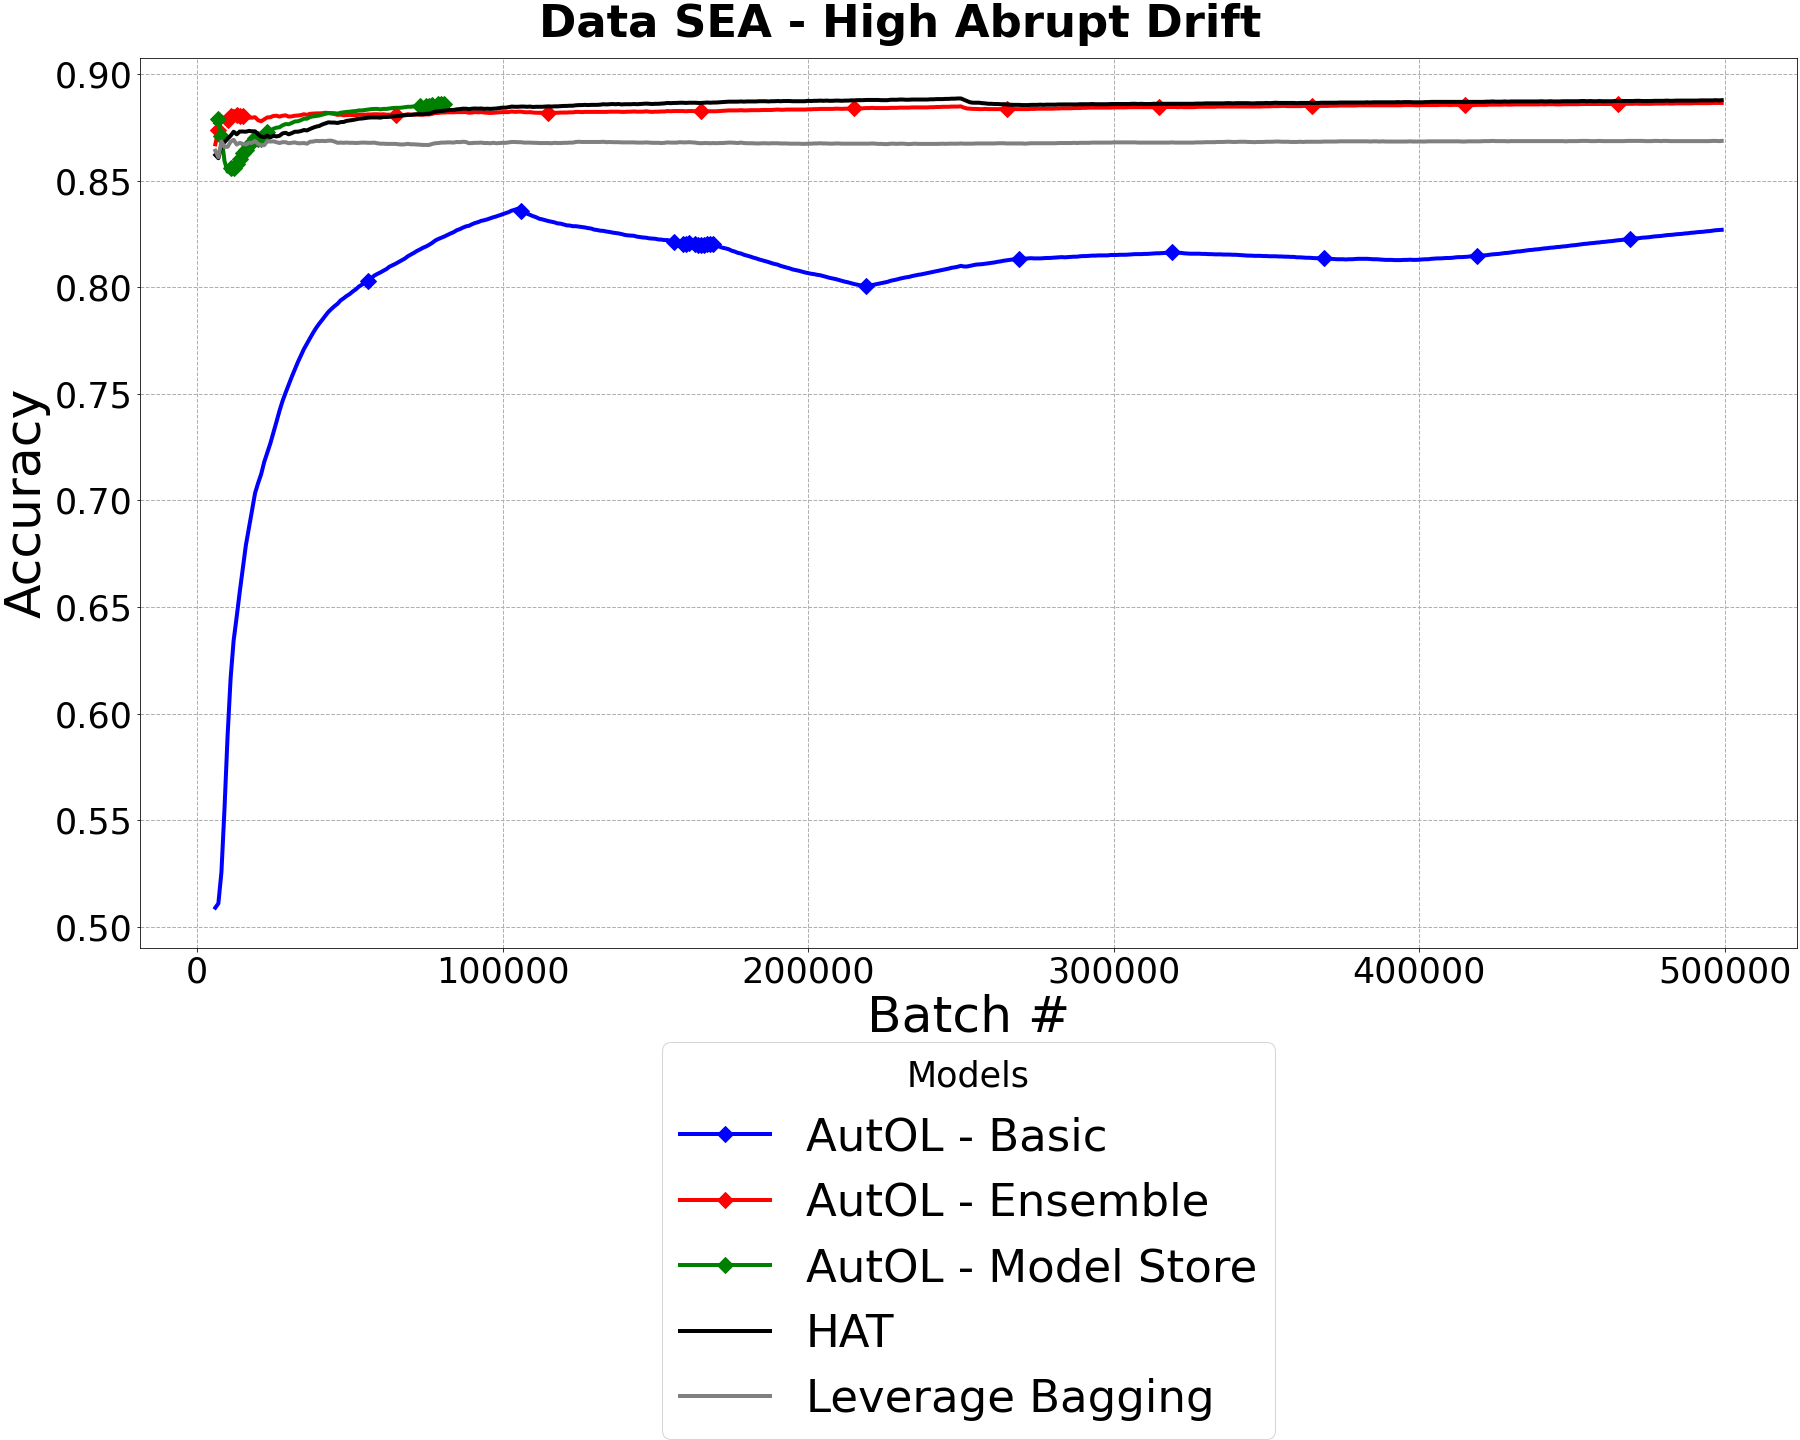 Data SEA - High Abrupt Drift
0.90
0.85
0.80
0.75
0.70
0.65
0.60
0.55
0.50
Accuracy
0 100000 200000 300000 400000 500000
Batch #
Models
AutOL - Basic
AutOL - Ensemble
AutOL - Model Store
HAT
Leverage Bagging